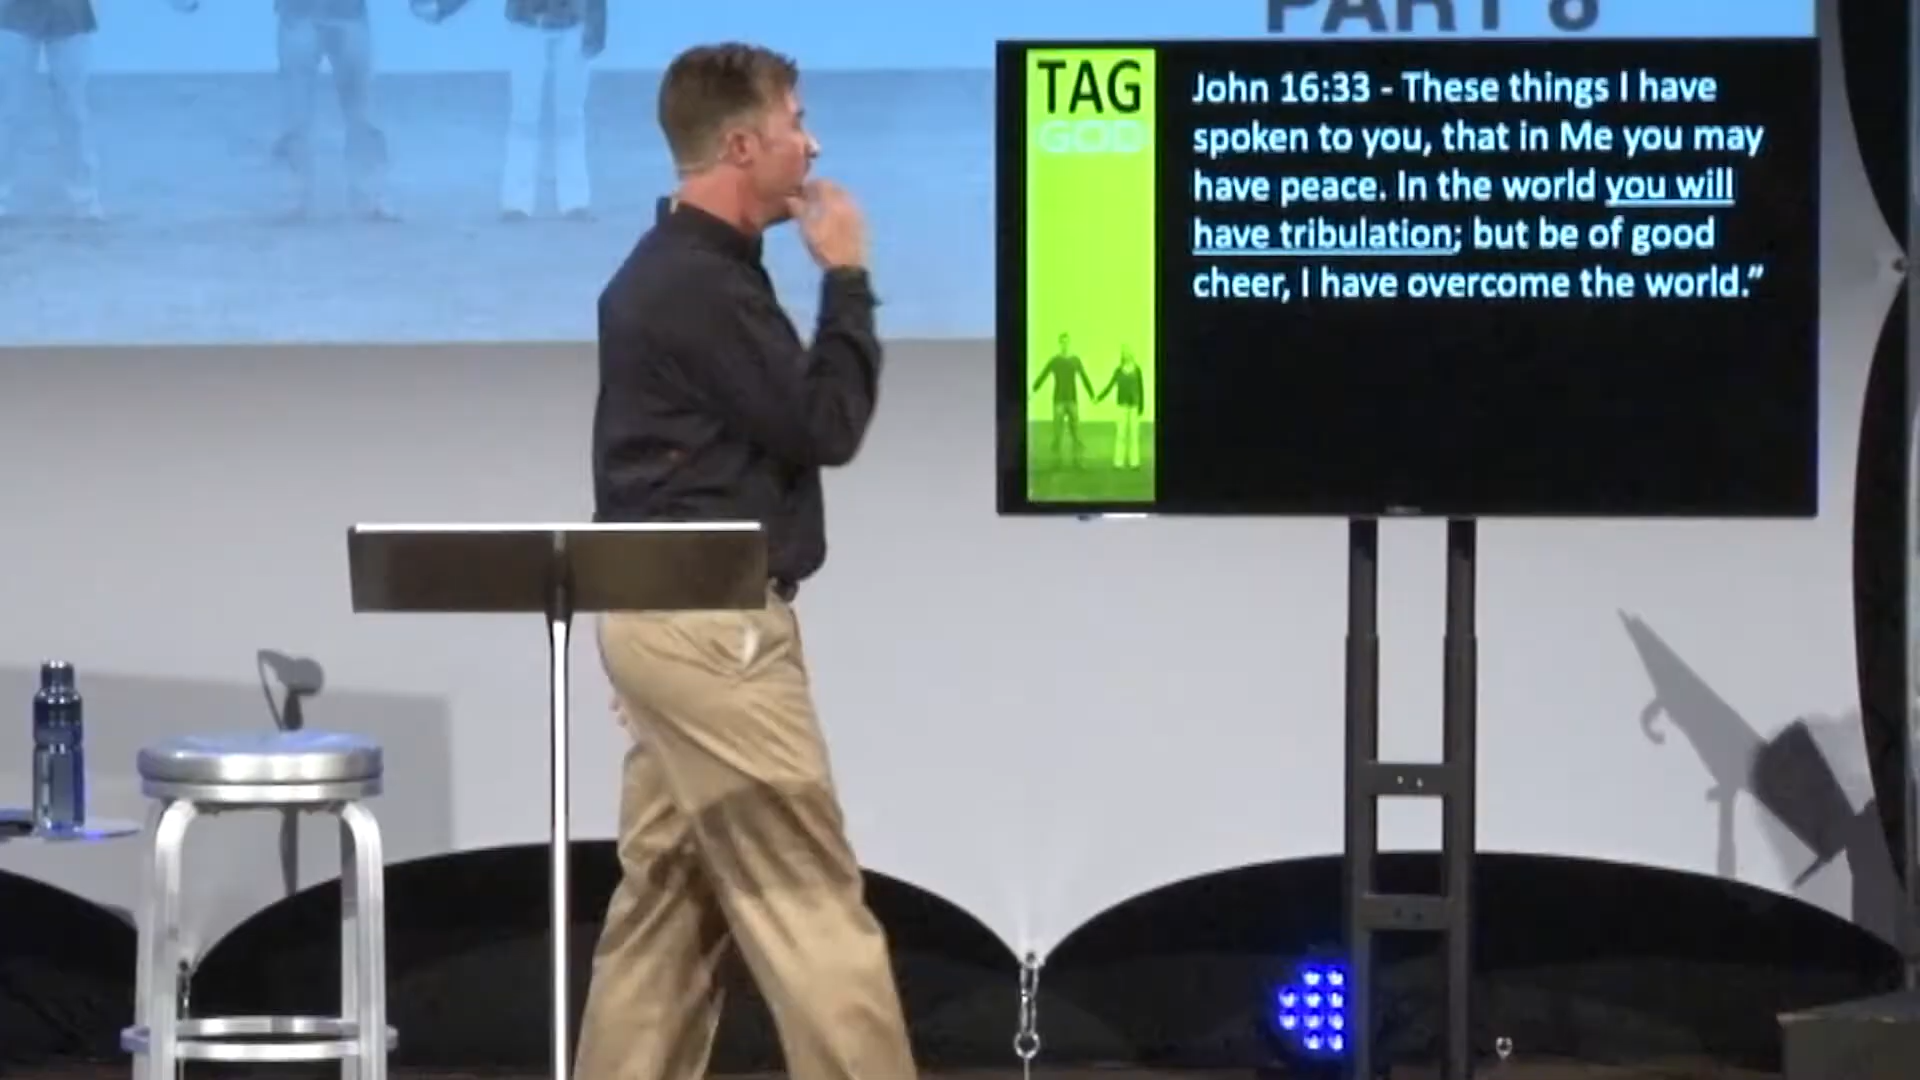 PART 8
TAG
GOD
John 16:33 - These things I have
spoken to you, that in Me you may
have peace. In the world you will
have tribulation; but be of good
cheer, I have overcome the world.”